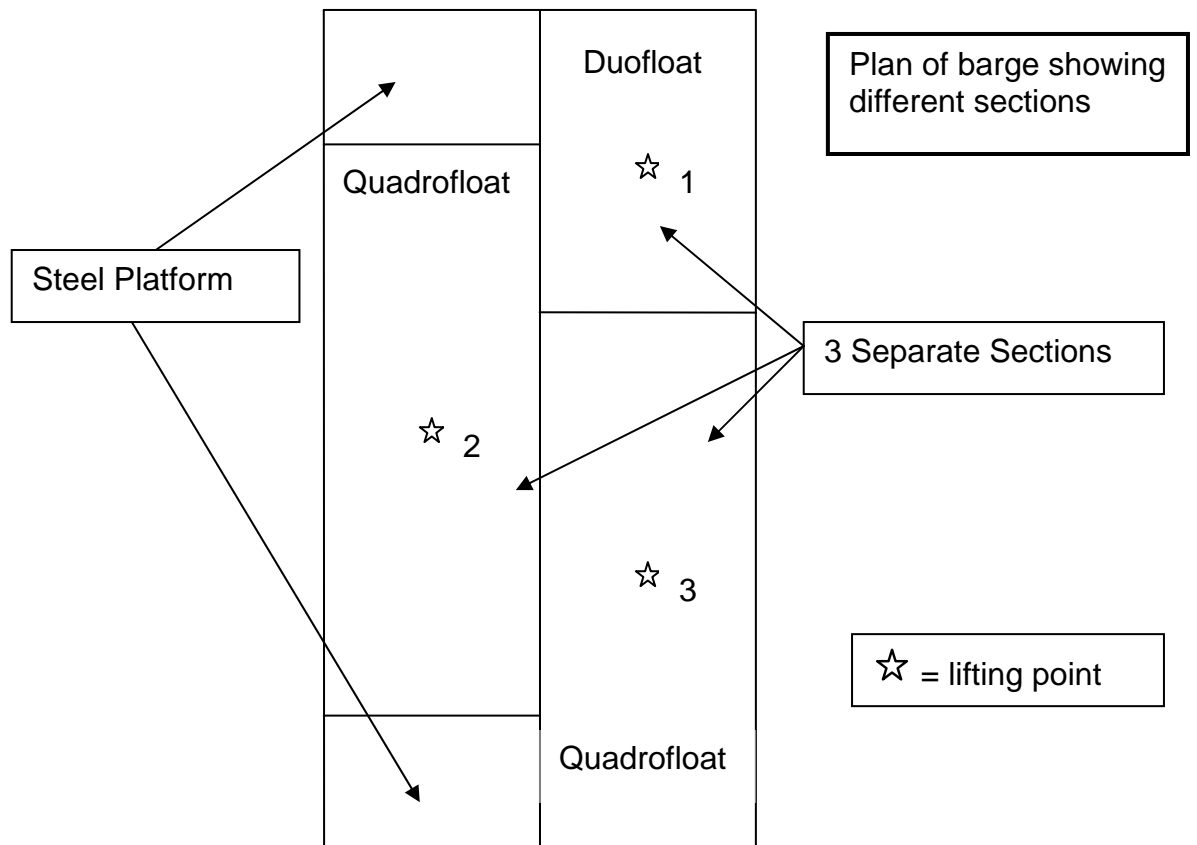 Duofloat
Plan of barge showing
different sections
☆ 1
Quadrofloat
Steel Platform
3 Separate Sections
☆ 2
☆ 3
☆ = lifting point
Quadrofloat